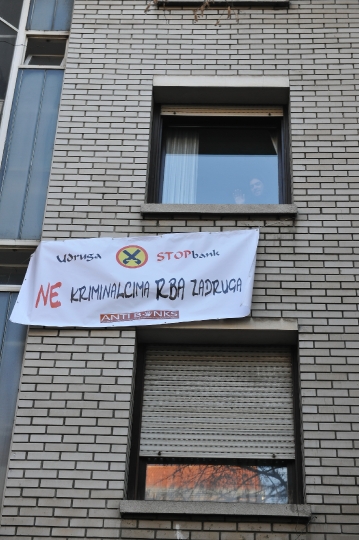 Udruga STOPbank
NE KRIMINALCIMA RBA ZADRUGA
ANTI BANKS